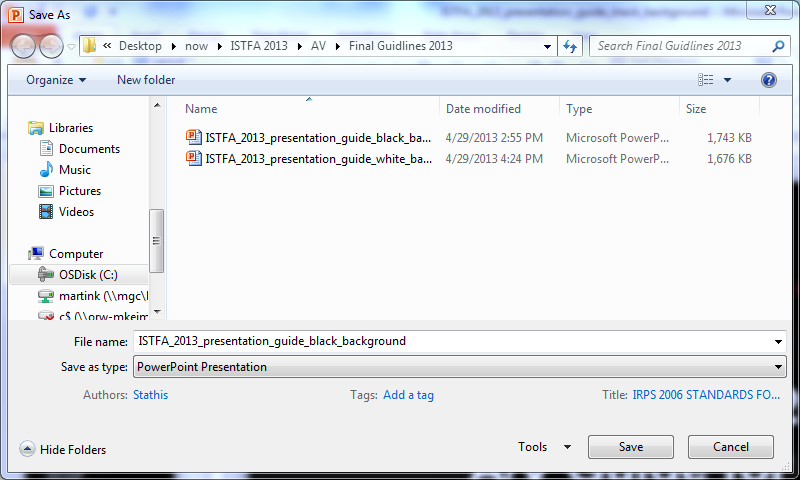 Save As
ISTFA_2013_presentation_guide_black_background
« Desktop ▸ now ▸ ISTFA 2013 ▸ AV ▸ Final Guidlines 2013
Search Final Guidlines 2013
Organize
New folder
Name Date modified Type Size
Libraries
Documents
Music
Pictures
Videos
Computer
OSDisk (C:)
martink (\\mgc\
c$ (\\orw-mkeim
ISTFA_2013_presentation_guide_black_ba... 4/29/2013 2:55 PM Microsoft PowerP... 1,743 KB
ISTFA_2013_presentation_guide_white_ba... 4/29/2013 4:24 PM Microsoft PowerP... 1,676 KB
File name: ISTFA_2013_presentation_guide_black_background
Save as type: PowerPoint Presentation
Authors: Stathis Tags: Add a tag Title: IRPS 2006 STANDARDS FO...
Hide Folders
Tools
Save
Cancel